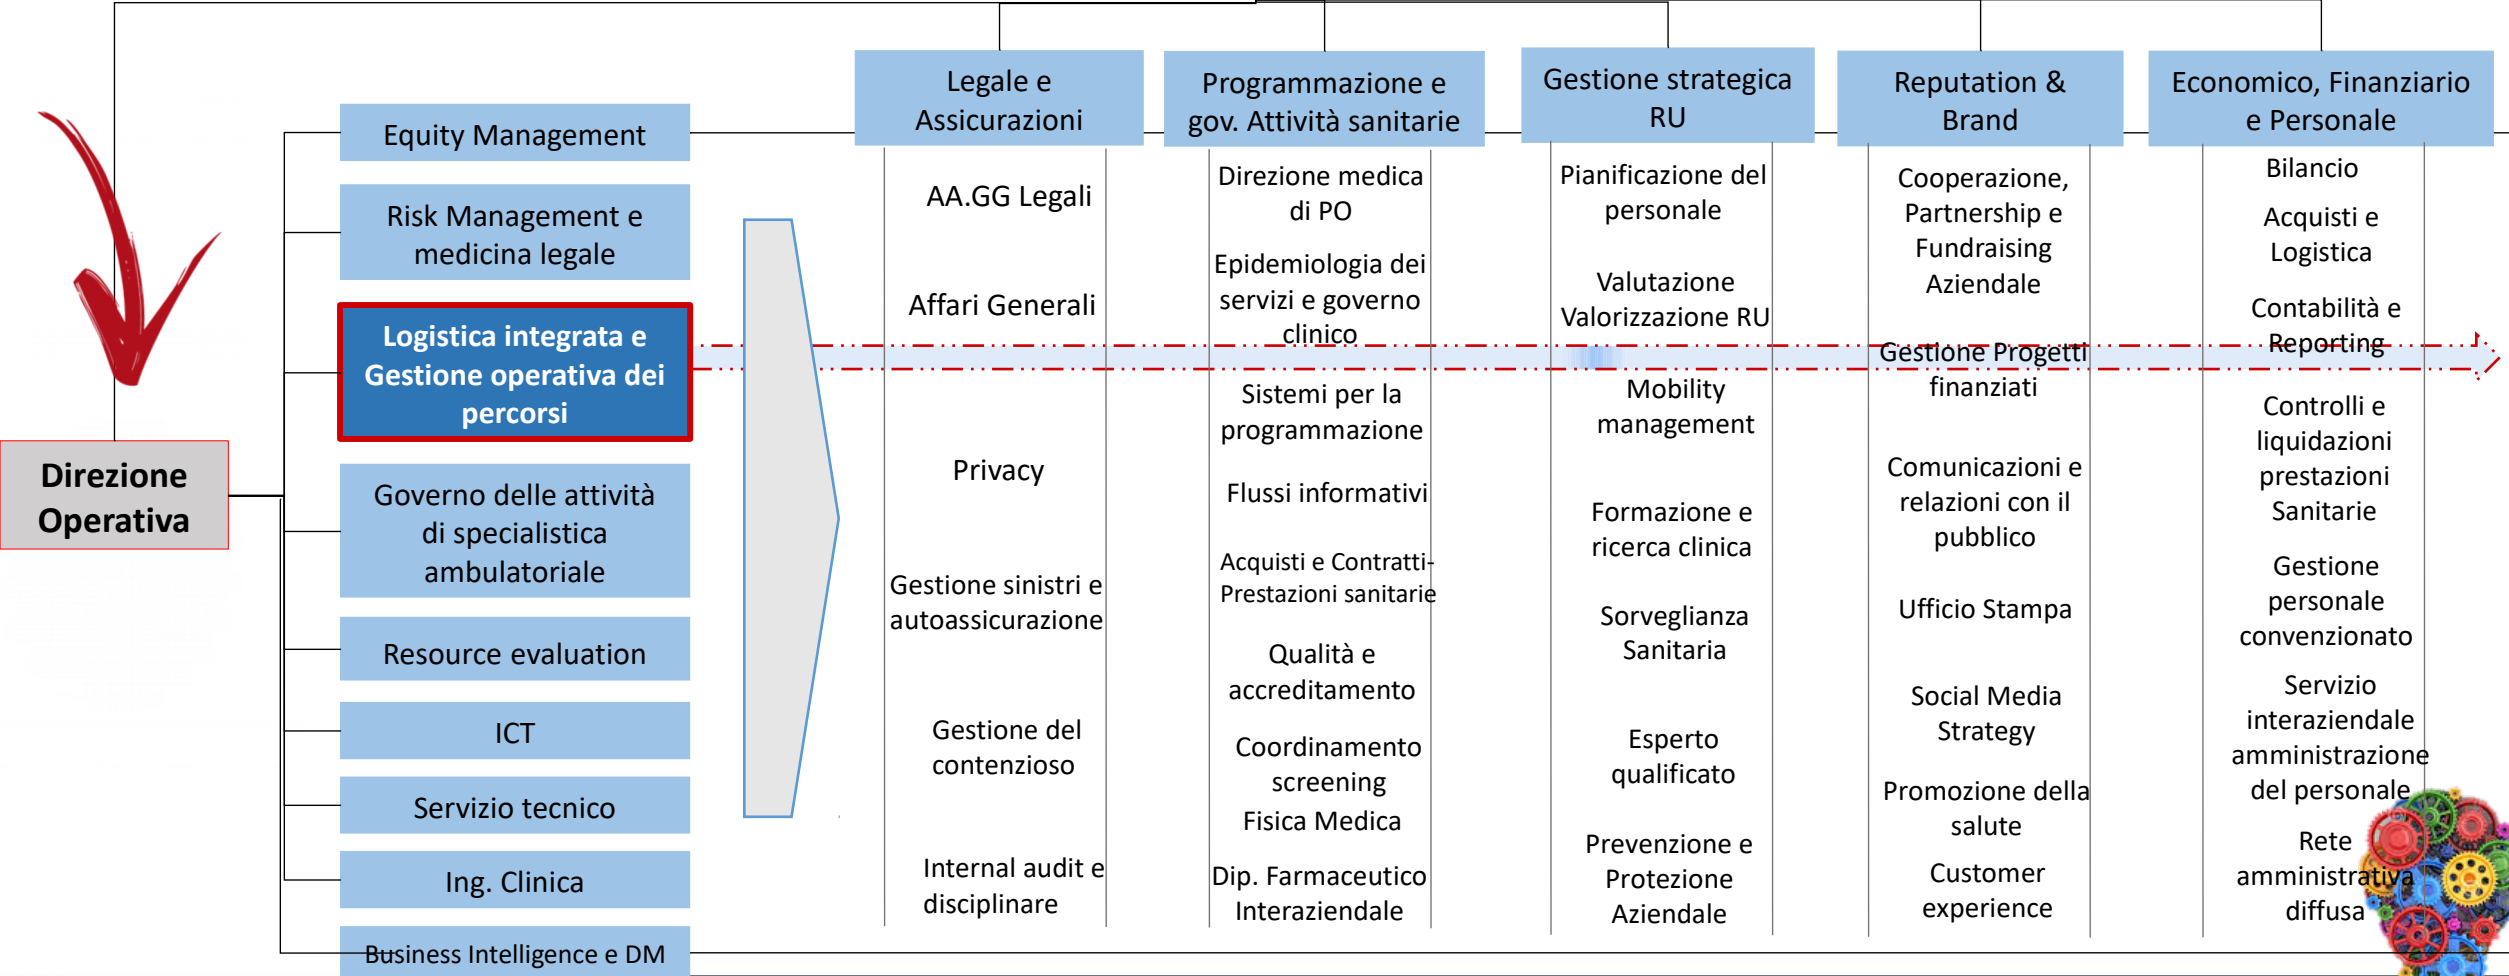 Direzione
Operativa
Equity Management
Risk Management e
medicina legale
Logistica integrata e
Gestione operativa dei
percorsi
Governo delle attività
di specialistica
ambulatoriale
Resource evaluation
ICT
Servizio tecnico
Ing. Clinica
Business Intelligence e DM
Legale e
Assicurazioni
AA.GG Legali
Affari Generali
Privacy
Gestione sinistri e
autoassicurazione
Gestione del
contenzioso
Internal audit e
disciplinare
Programmazione e
gov. Attività sanitarie
Direzione medica
di PO
Epidemiologia dei
servizi e governo
clinico
Sistemi per la
programmazione
Flussi informativi
Acquisti e Contratti-
Prestazioni sanitarie
Qualità e
accreditamento
Coordinamento
screening
Fisica Medica
Dip. Farmaceutico
Interaziendale
Gestione strategica
RU
Pianificazione del
personale
Valutazione
Valorizzazione RU
Mobility
management
Formazione e
ricerca clinica
Sorveglianza
Sanitaria
Esperto
qualificato
Prevenzione e
Protezione
Aziendale
Reputation &
Brand
Cooperazione,
Partnership e
Fundraising
Aziendale
Gestione Progetti
finanziati
Comunicazioni e
relazioni con il
pubblico
Ufficio Stampa
Social Media
Strategy
Promozione della
salute
Customer
experience
Economico, Finanziario
e Personale
Bilancio
Acquisti e
Logistica
Contabilità e
Reporting
Controlli e
liquidazioni
prestazioni
Sanitarie
Gestione
personale
convenzionato
Servizio
interaziendale
amministrazione
del personale
Rete
amministrativa
diffusa